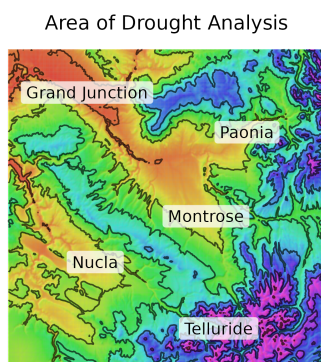 Area of Drought Analysis
Grand Junction
Paonia
Montrose
Nucla
Telluride